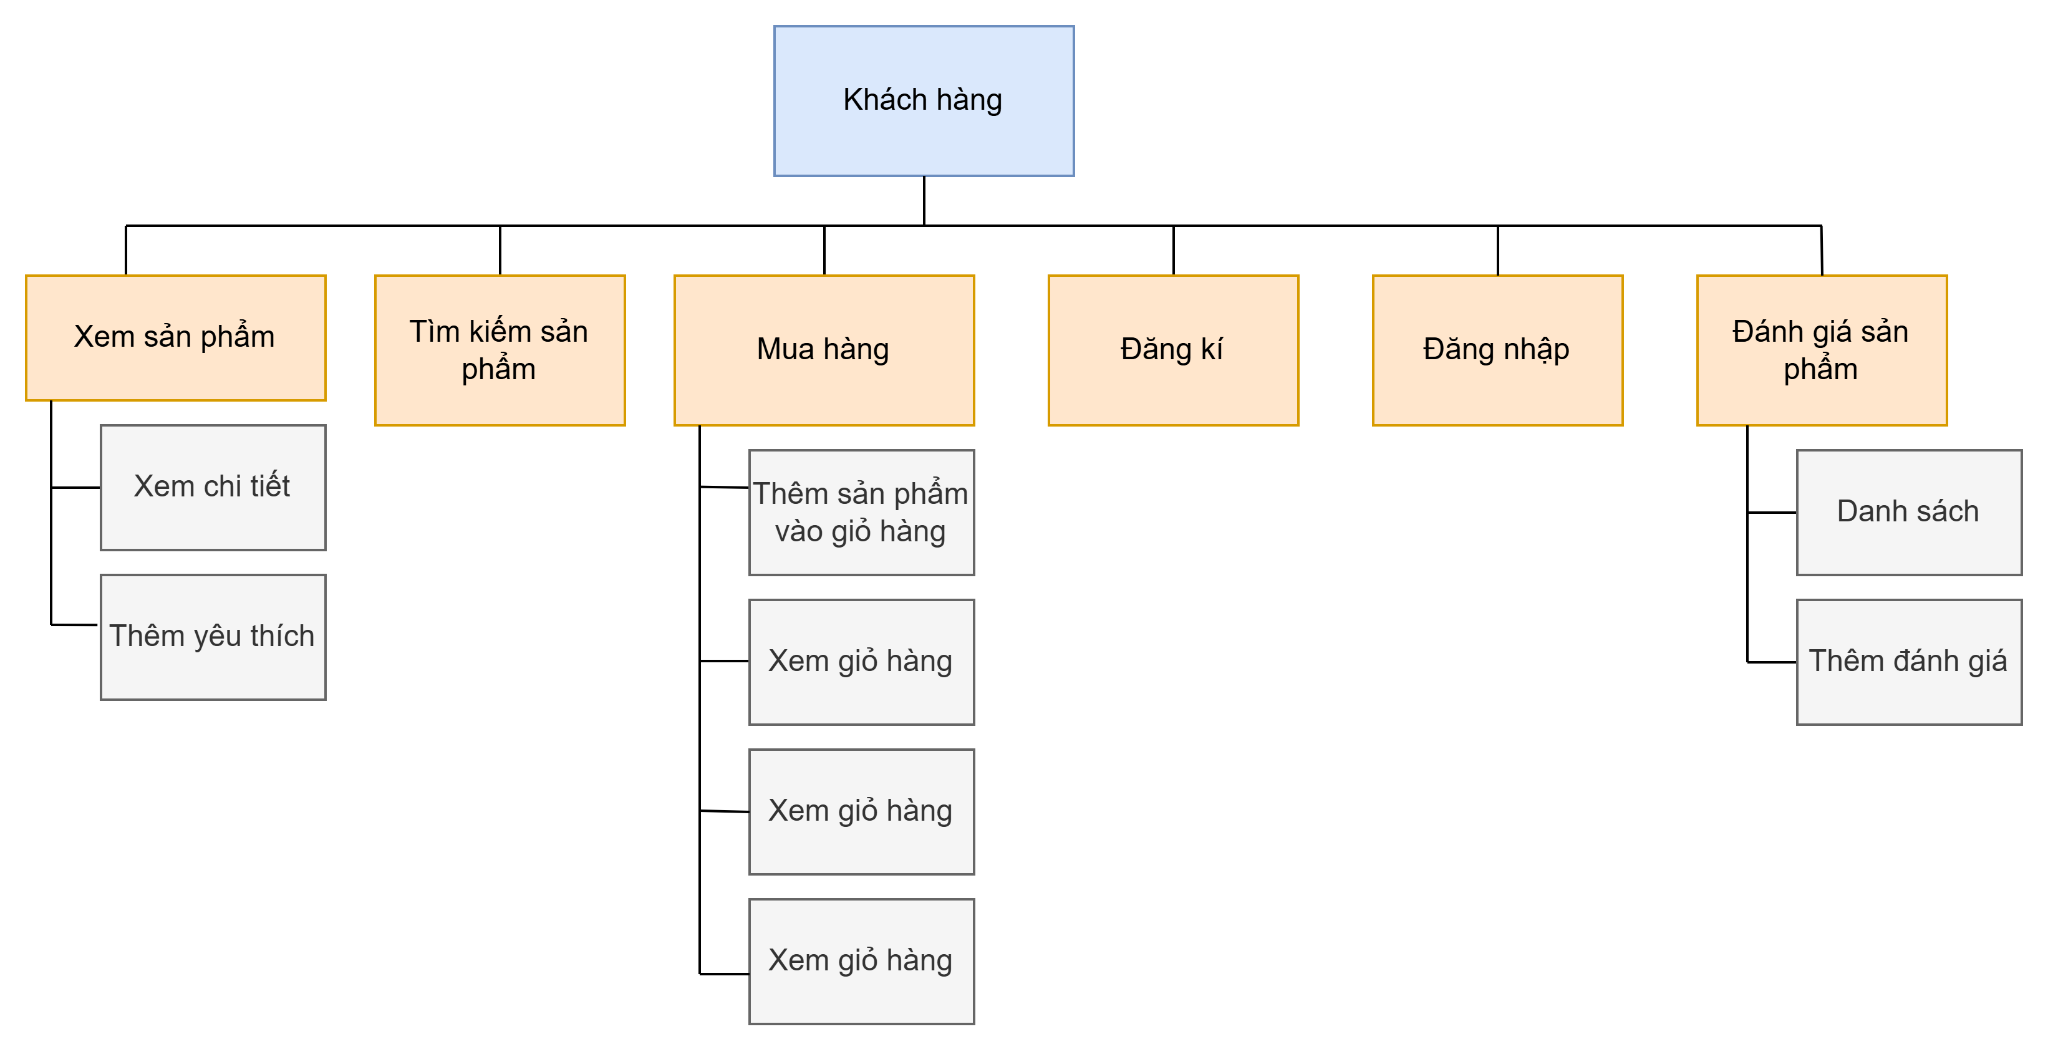 Khách hàng
Xem sản phẩm
Tìm kiếm sản
phẩm
Mua hàng
Đăng kí
Đăng nhập
Đánh giá sản
phẩm
Xem chi tiết
Thêm yêu thích
Thêm sản phẩm
vào giỏ hàng
Xem giỏ hàng
Xem giỏ hàng
Xem giỏ hàng
Danh sách
Thêm đánh giá